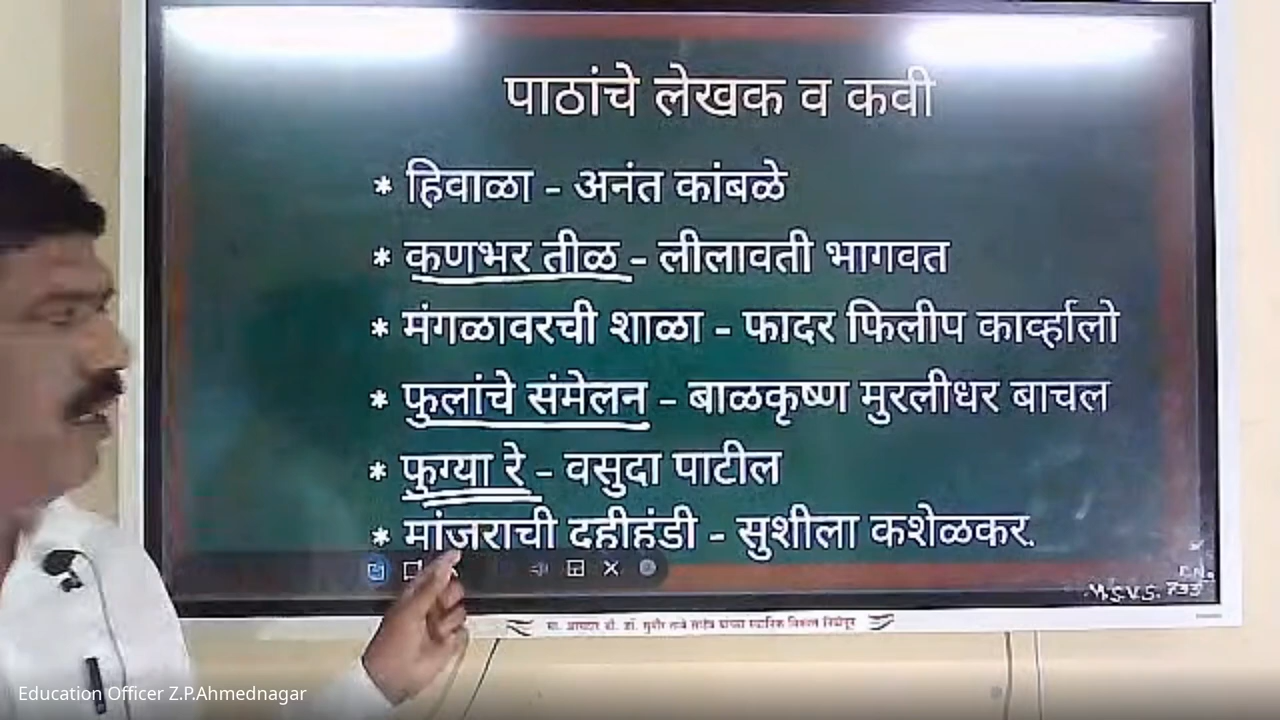 पाठांचे लेखक व कवी
* हिवाळा - अनंत कांबळे
* कणभर तीळ - लीलावती भागवत
* मंगळावरची शाळा - फादर फिलीप कार्व्हालो
* फुलांचे संमेलन - बाळकृष्ण मुरलीधर बाचल
* फुग्या रे - वसुदा पाटील
* मांजराची दहीहंडी - सुशीला कशेळकर.
M.S.V.S.
मा. आमदार श्री. डॉ. सुधीर तांबे
Education Officer Z.P.Ahmednagar